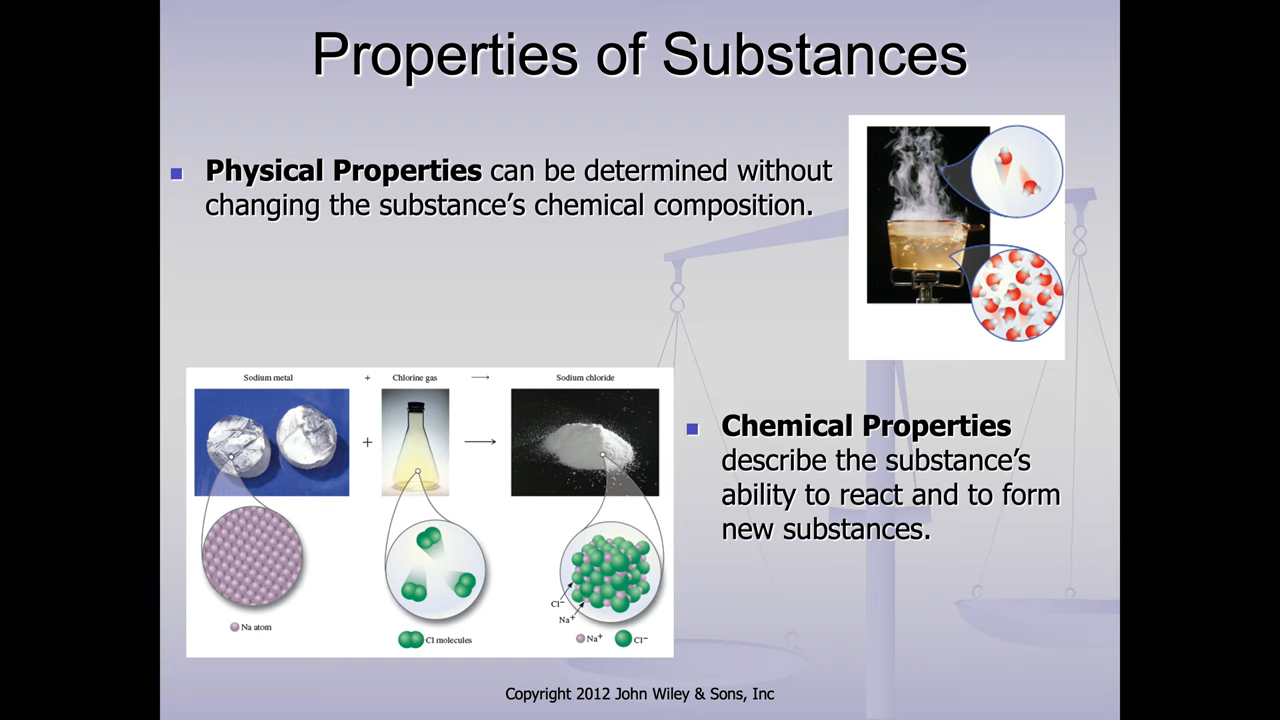 Properties of Substances
■ Physical Properties can be determined without
changing the substance’s chemical composition.
Sodium metal + Chlorine gas ⟶ Sodium chloride
+ ⟶
Cl⁻
Na⁺
Na atom
Cl molecules
Na⁺ Cl⁻
■ Chemical Properties
describe the substance’s
ability to react and to form
new substances.
Copyright 2012 John Wiley & Sons, Inc